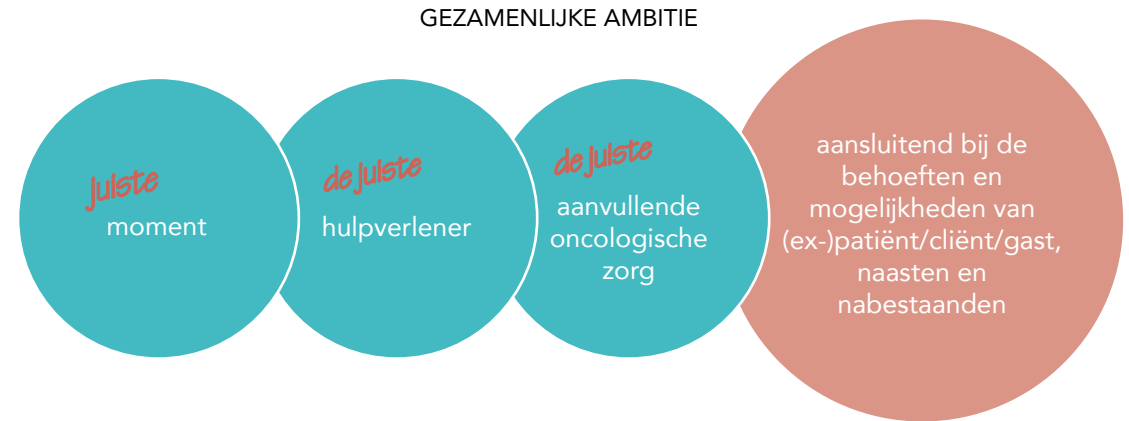 GEZAMENLIJKE AMBITIE
juiste
moment
de juiste
hulpverlener
de juiste
aanvullende
oncologische
zorg
aansluitend bij de
behoeften en
mogelijkheden van
(ex-)patiënt/cliënt/gast,
naasten en
nabestaanden